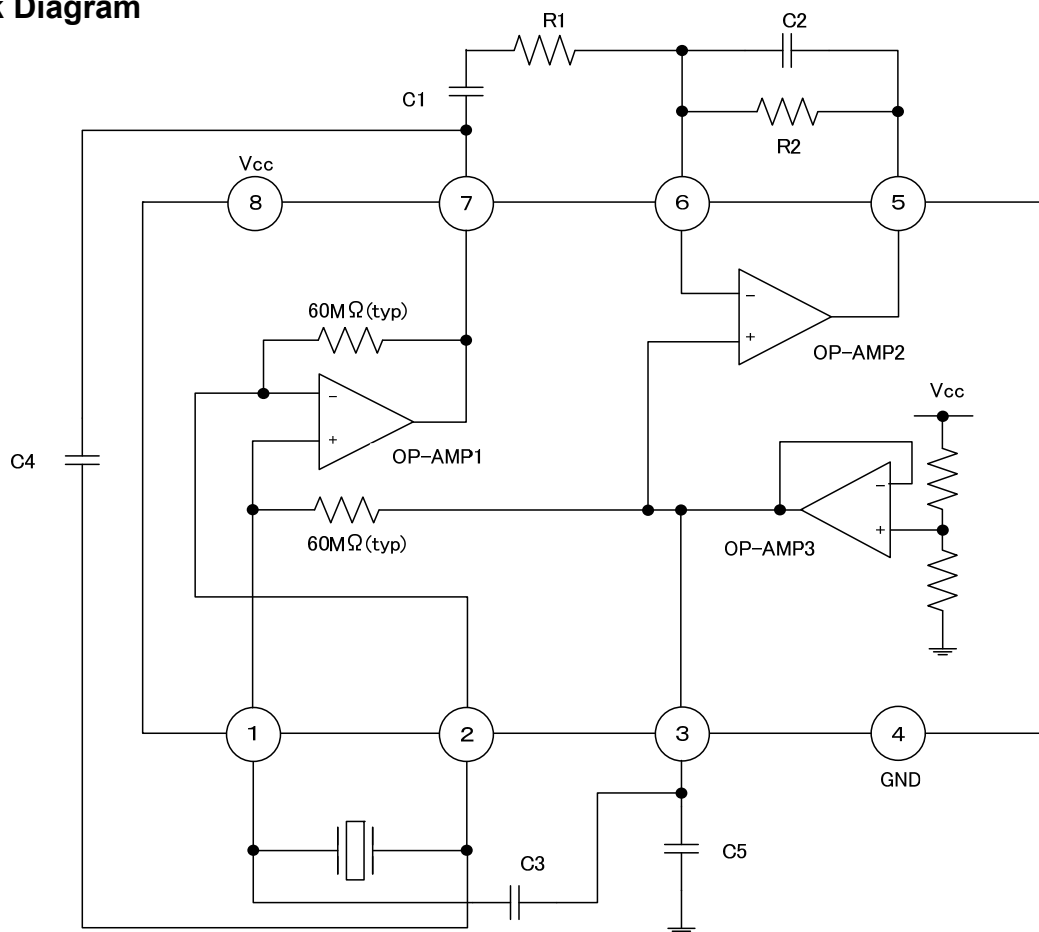 Diagram
R1
C2
C1
R2
Vcc
8
7
6
5
60MΩ(typ)
−
+
OP-AMP2
−
+
OP-AMP1
Vcc
C4
−
+
OP-AMP3
60MΩ(typ)
1
2
3
4
GND
C3
C5